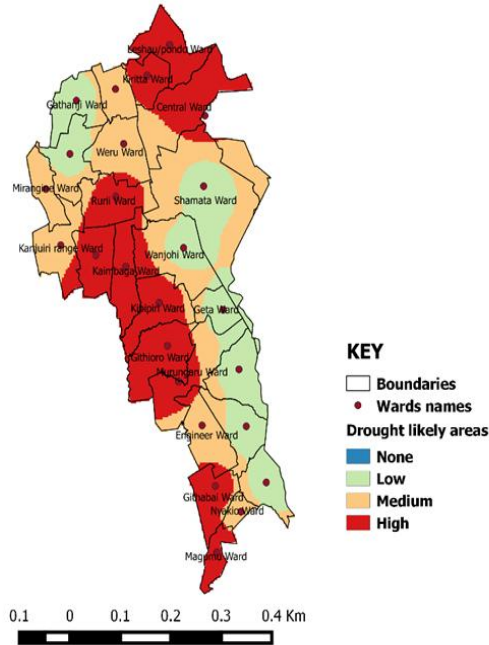 Leshau/pondo Ward
Kiritta Ward
Gathanji Ward
Central Ward
Weru Ward
Mirangine Ward
Rurii Ward
Shamata Ward
Kanjuiri range Ward
Wanjohi Ward
Kaimbaga Ward
Kipipiri Ward
Geta Ward
Githioro Ward
Murungaru Ward
Engineer Ward
Githabai Ward
Nyakio Ward
Magumu Ward
KEY
Boundaries
Wards names
Drought likely areas
None
Low
Medium
High
0.1 0 0.1 0.2 0.3 0.4 Km